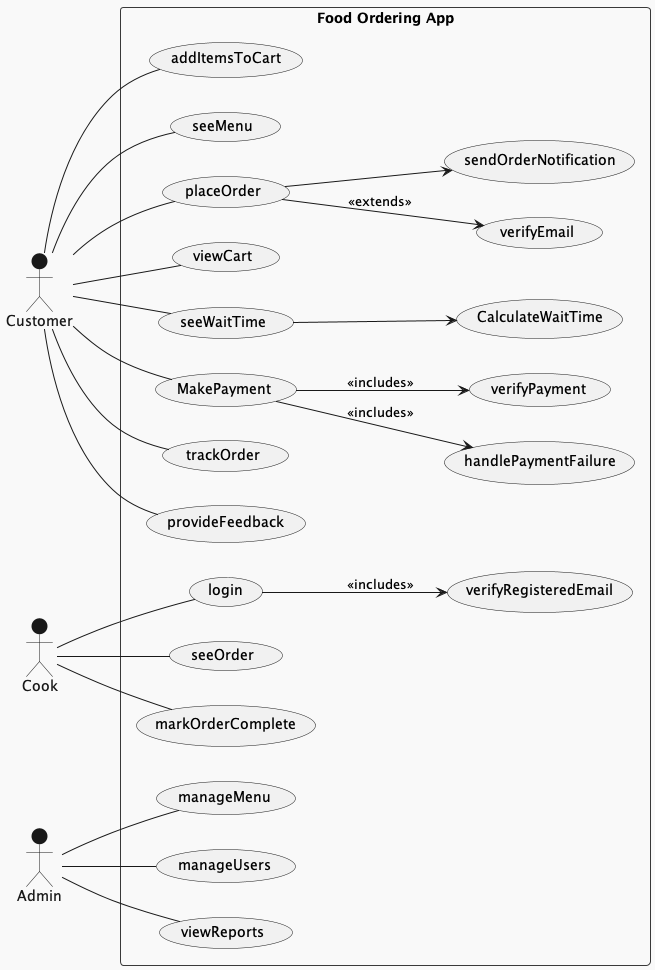 Food Ordering App
addItemsToCart
seeMenu
sendOrderNotification
placeOrder
«extends»
verifyEmail
viewCart
Customer
seeWaitTime
CalculateWaitTime
MakePayment
«includes»
verifyPayment
«includes»
handlePaymentFailure
trackOrder
provideFeedback
login
«includes»
verifyRegisteredEmail
seeOrder
Cook
markOrderComplete
manageMenu
manageUsers
Admin
viewReports